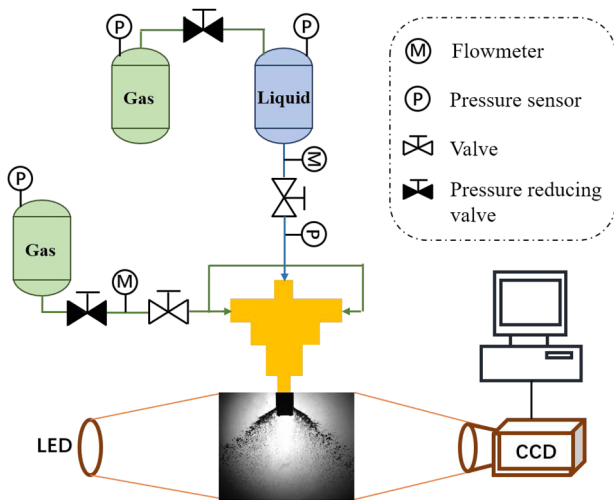 P
P
Gas
Liquid
M
P
P
Gas
M
M
Flowmeter
P
Pressure sensor
Valve
Pressure reducing
valve
LED
CCD